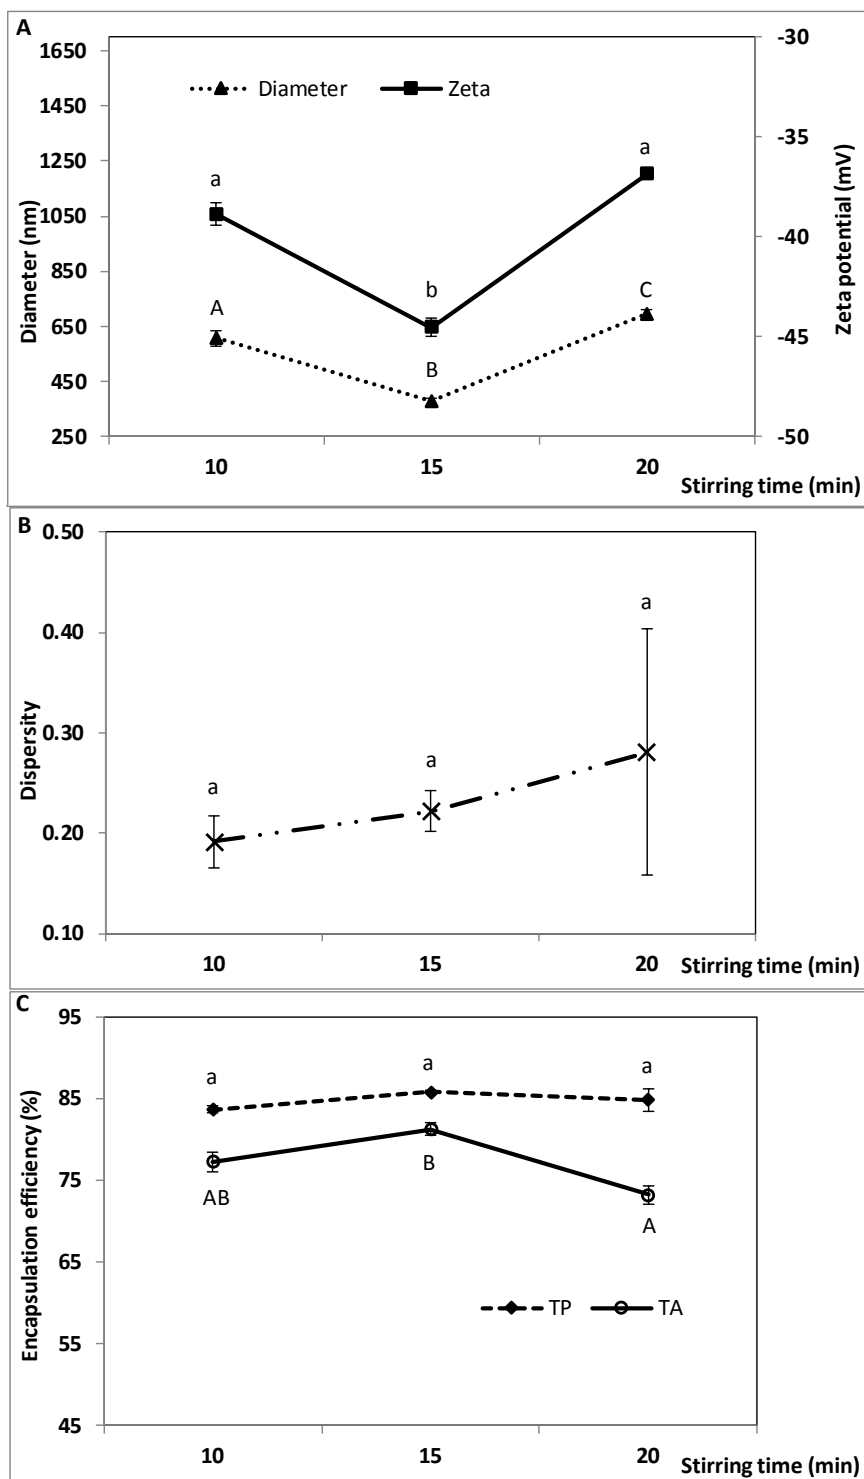 A
1650
1450
1250
1050
850
650
450
250
Diameter (nm)
-30
-35
-40
-45
-50
Zeta potential (mV)
Diameter
Zeta
a
b
a
A
B
C
10
15
20
Stirring time (min)
B
0.50
0.40
0.30
0.20
0.10
Dispersity
a
a
a
10
15
20
Stirring time (min)
C
95
85
75
65
55
45
Encapsulation efficiency (%)
a
a
a
AB
B
A
TP
TA
10
15
20
Stirring time (min)